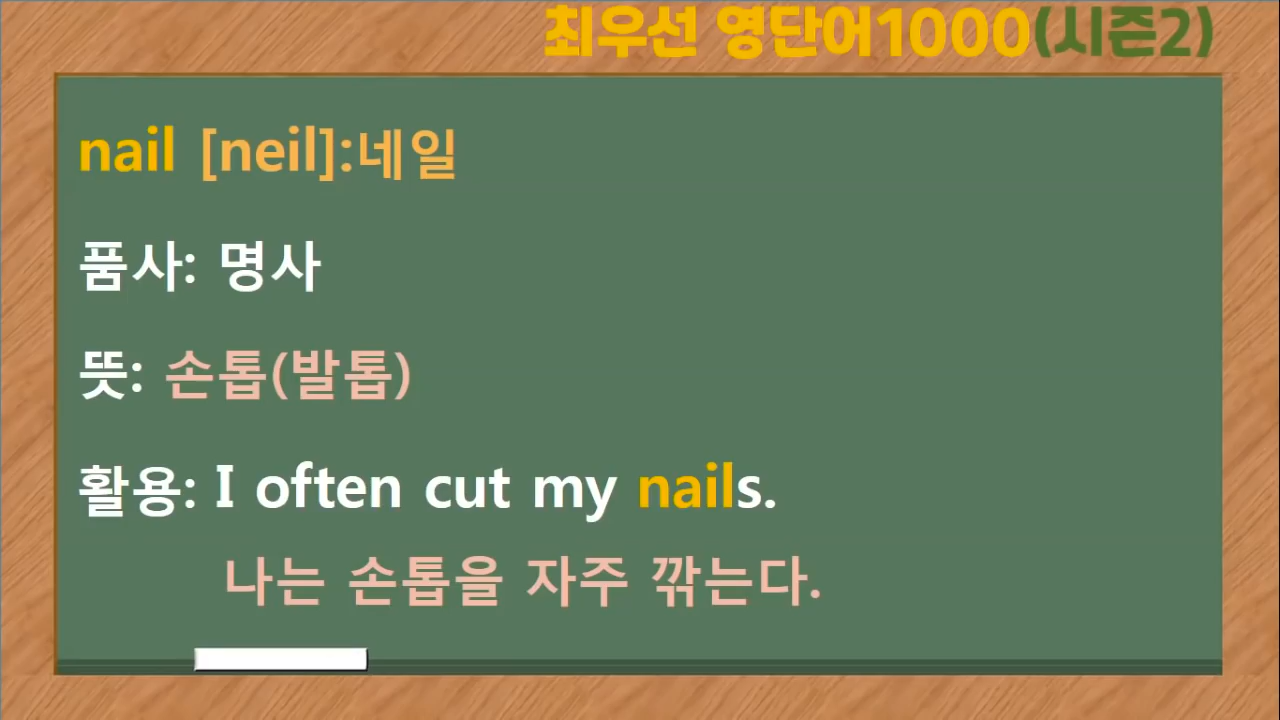 최우선 영단어1000(시즌2)
nail [neil]:네일
품사: 명사
뜻: 손톱(발톱)
활용: I often cut my nails.
나는 손톱을 자주 깎는다.